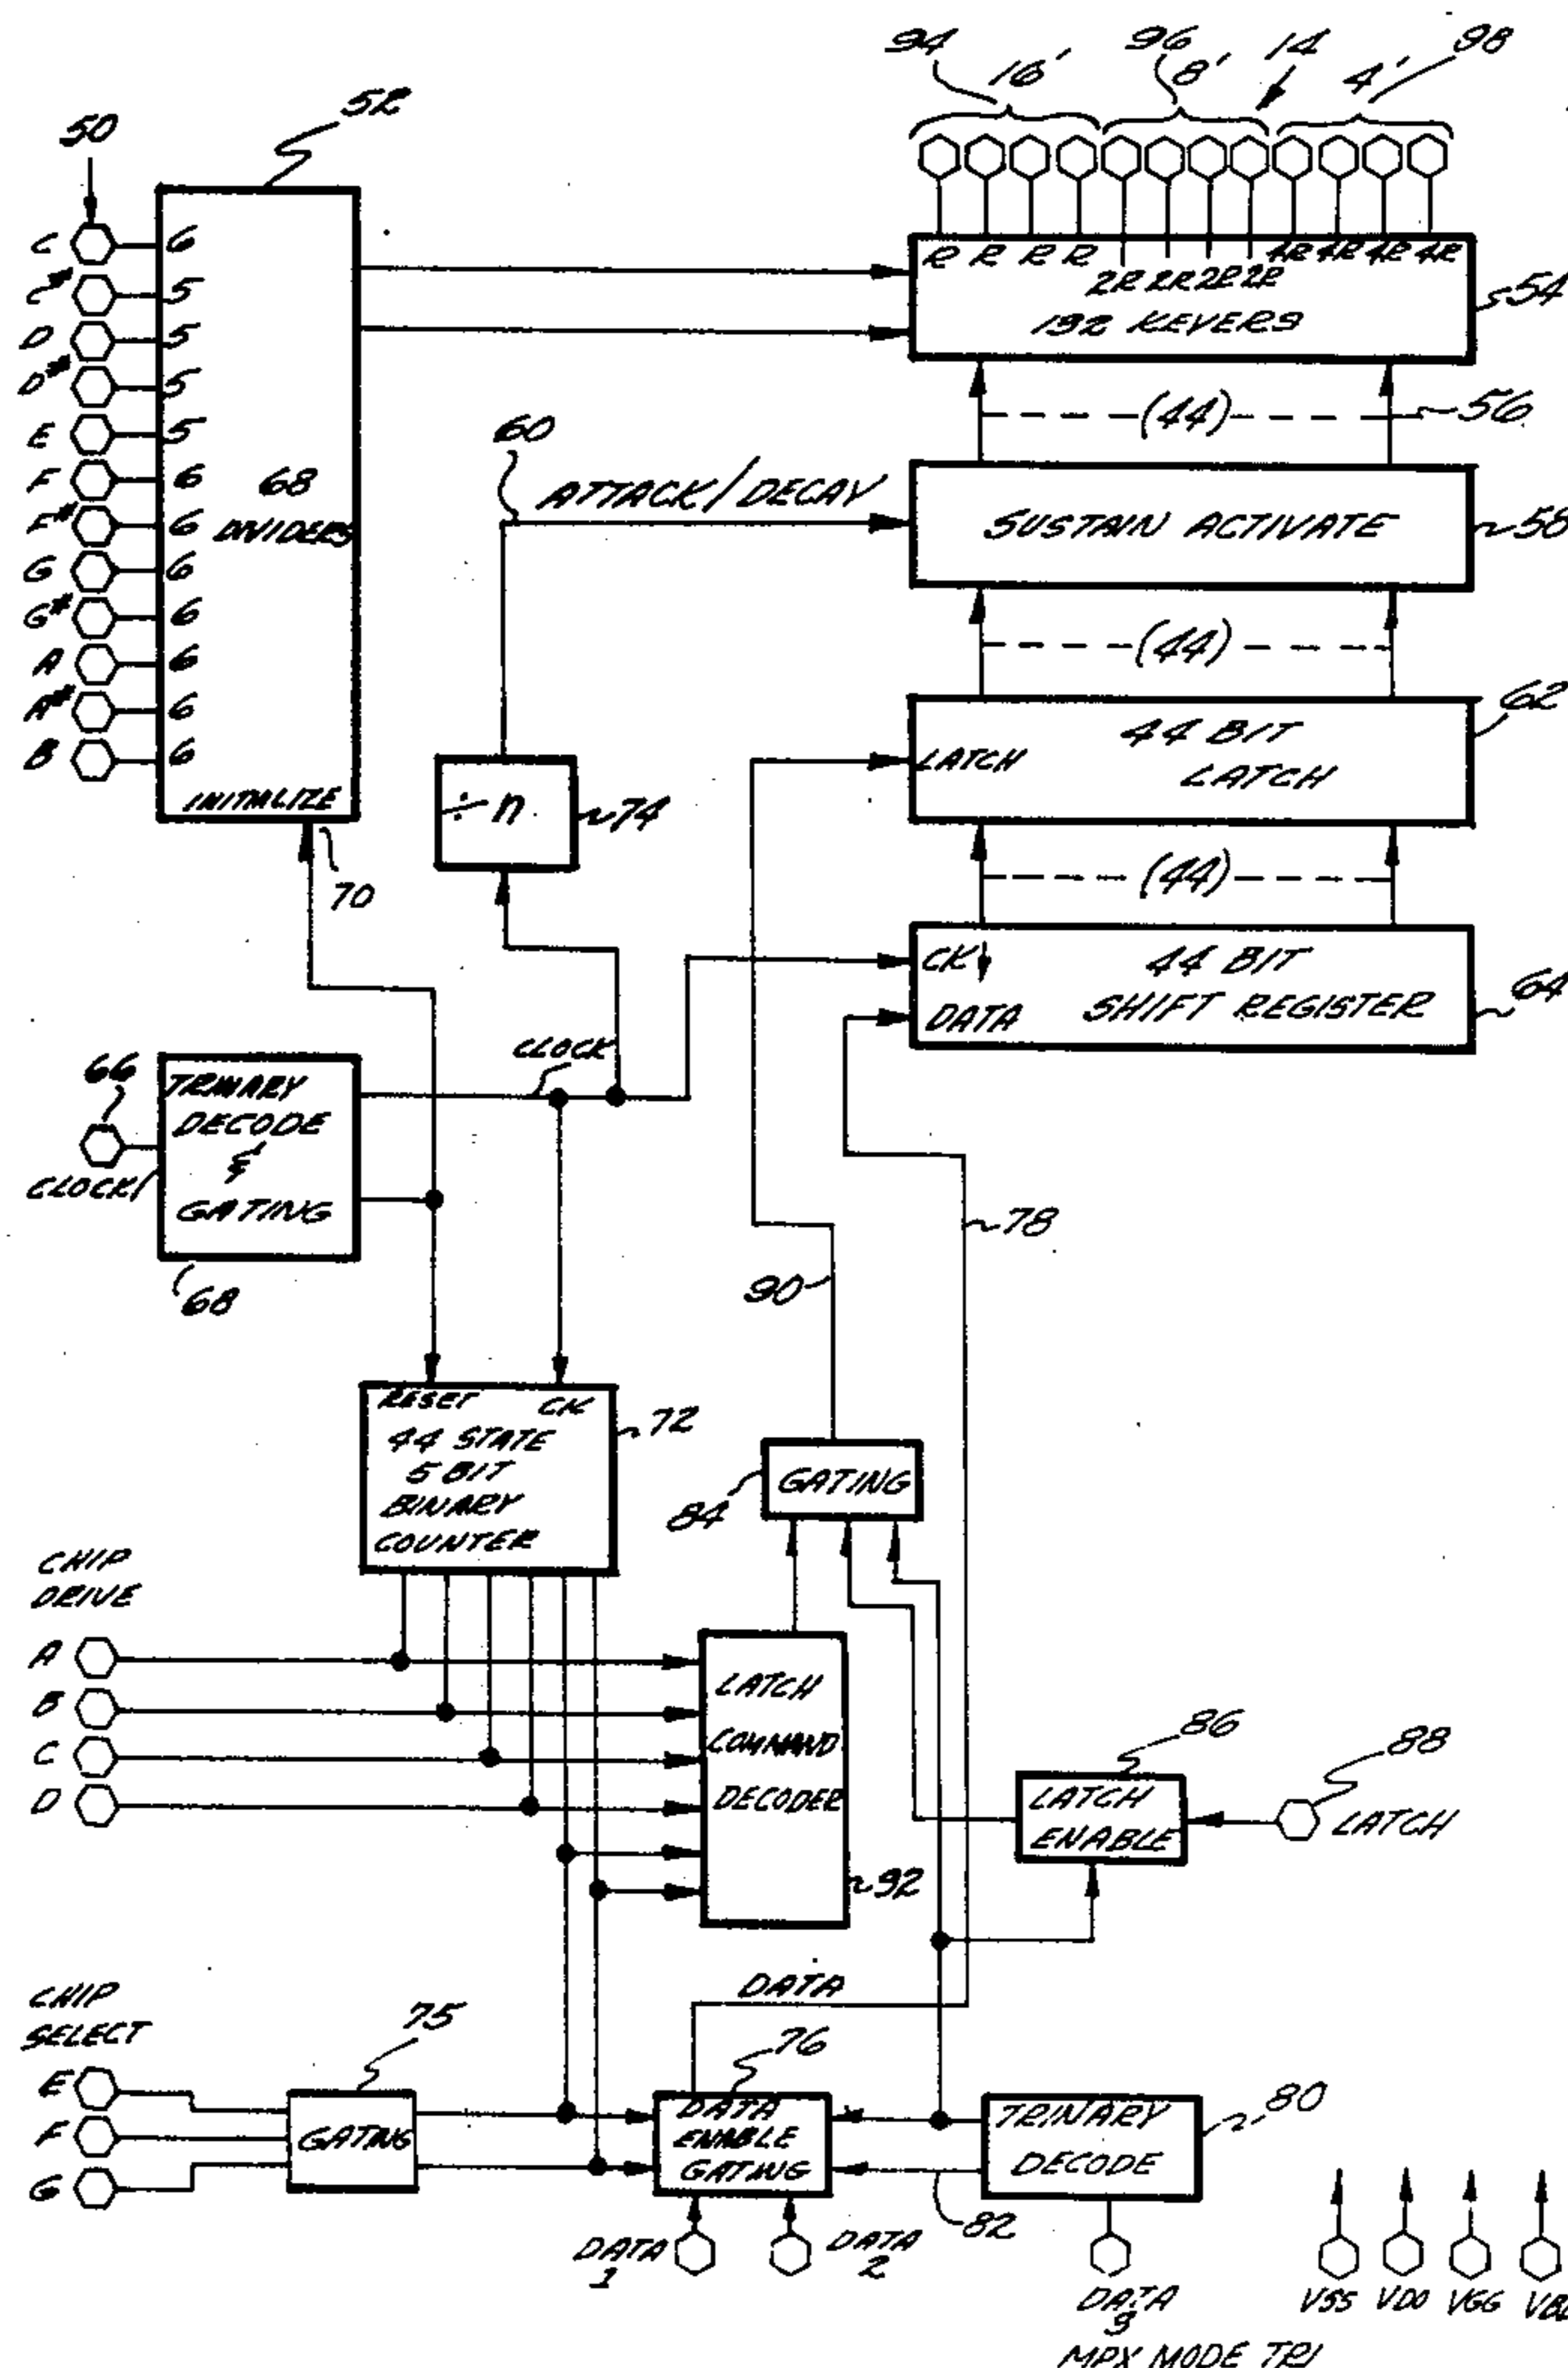 94 16' 96 8' 14 4' 98
50
52
C 6
C# 5
D 5
D# 5
E 5
F 6
F# 6
G 6
G# 6
A 6
A# 6
B 6
68
DIVIDERS
INITIALIZE
70
R R R R 2R 2R 2R 2R 4R 4R 4R 4R
192 KEYERS
54
(44) 56
60
ATTACK/DECAY
SUSTAIN ACTIVATE
58
(44)
44 BIT
LATCH
LATCH
62
(44)
÷ n
74
CK
DATA
44 BIT
SHIFT REGISTER
64
66
CLOCK/
TRINARY
DECODE
&
GATING
68
CLOCK
78
90
RESET CK
44 STATE
5 BIT
BINARY
COUNTER
72
GATING
84
CHIP
DRIVE
A
B
C
D
LATCH
COMMAND
DECODER
92
86
LATCH
ENABLE
88
LATCH
CHIP
SELECT
E
F
G
75
GATING
DATA
76
DATA
ENABLE
GATING
TRINARY
DECODE
80
82
DATA
1
DATA
2
DATA
3
MPX MODE TRI
VSS VDD VGG